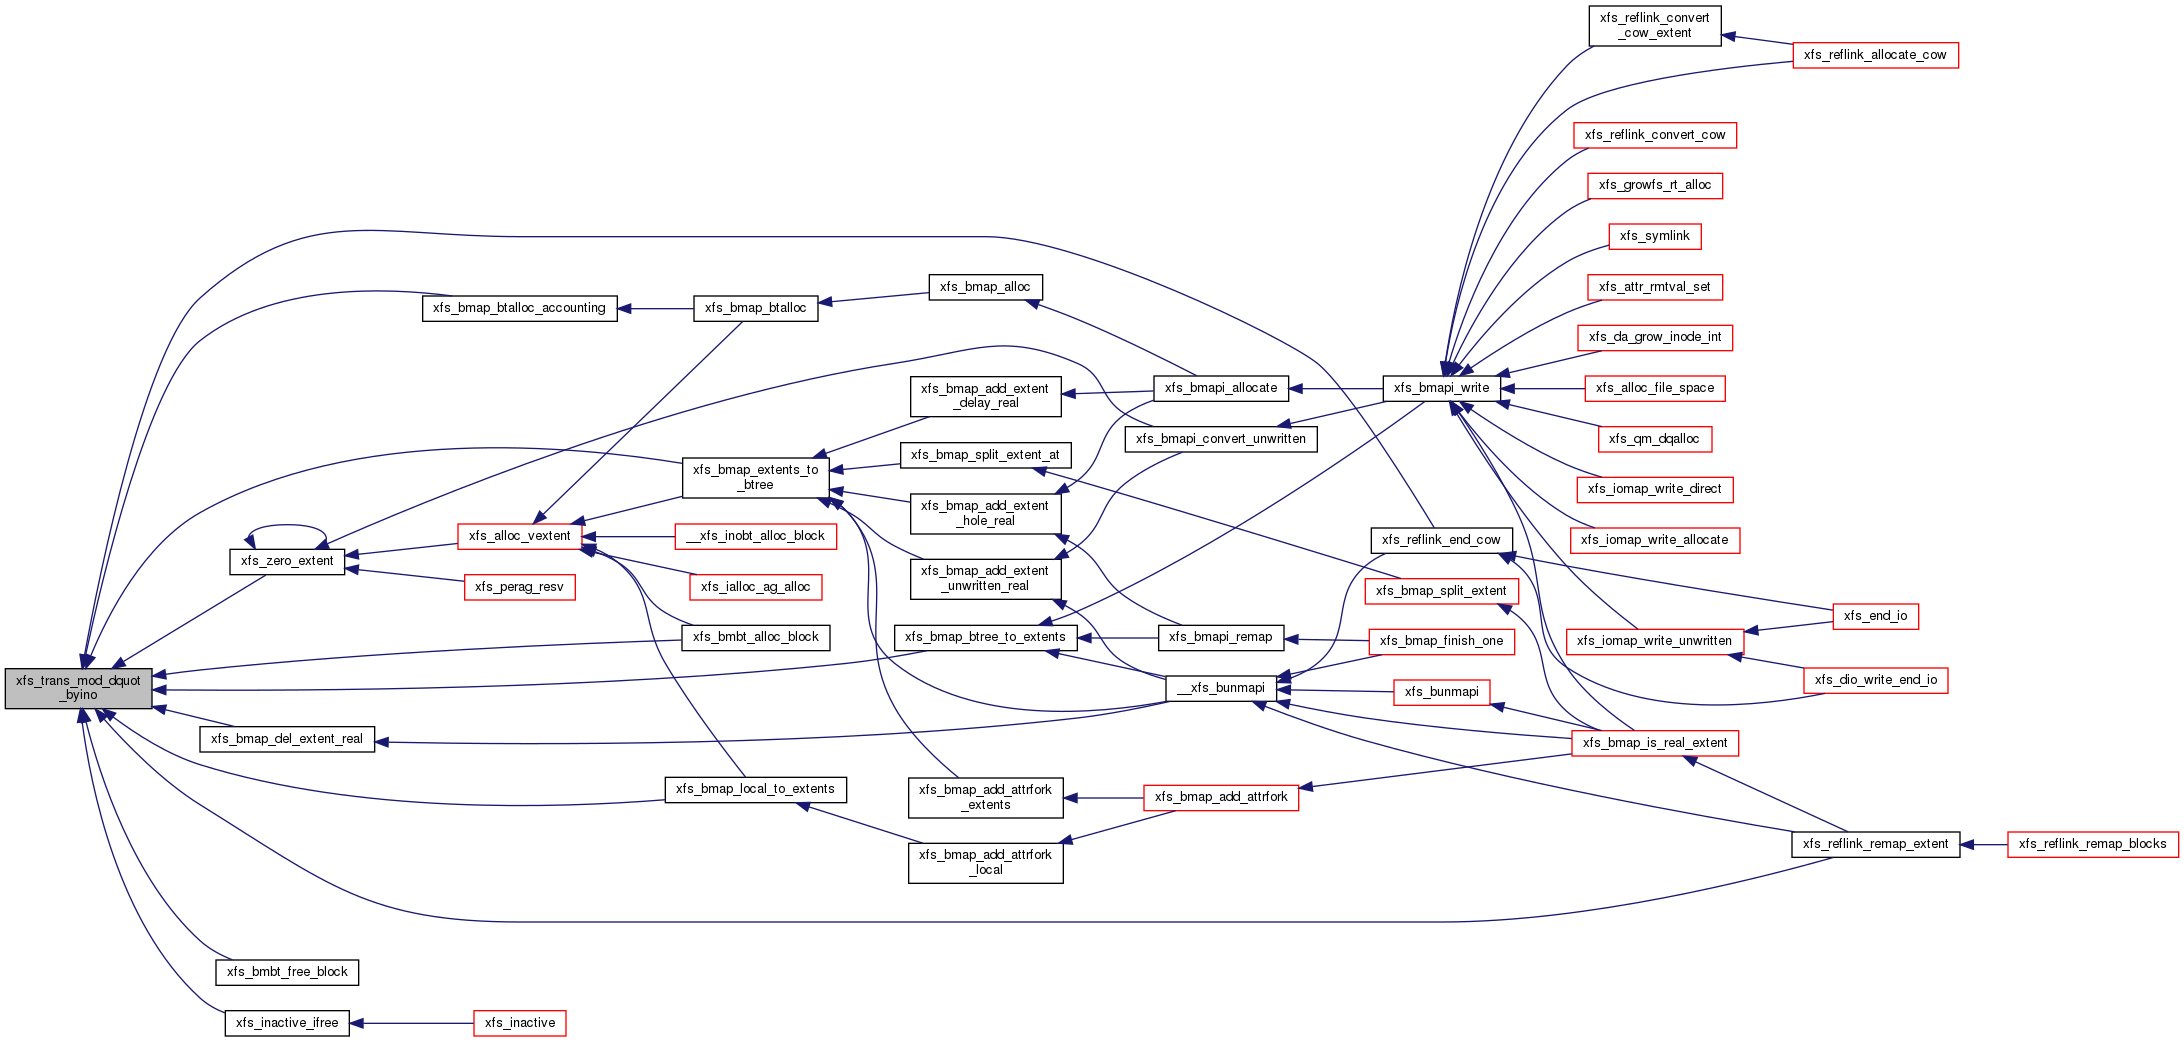 xfs_reflink_convert
_cow_extent
xfs_reflink_allocate_cow
xfs_reflink_convert_cow
xfs_growfs_rt_alloc
xfs_symlink
xfs_bmap_alloc
xfs_attr_rmtval_set
xfs_bmap_btalloc_accounting
xfs_bmap_btalloc
xfs_da_grow_inode_int
xfs_bmap_add_extent
_delay_real
xfs_bmapi_allocate
xfs_bmapi_write
xfs_alloc_file_space
xfs_bmapi_convert_unwritten
xfs_qm_dqalloc
xfs_bmap_split_extent_at
xfs_bmap_extents_to
_btree
xfs_iomap_write_direct
xfs_bmap_add_extent
_hole_real
xfs_alloc_vextent
__xfs_inobt_alloc_block
xfs_reflink_end_cow
xfs_iomap_write_allocate
xfs_zero_extent
xfs_bmap_add_extent
_unwritten_real
xfs_perag_resv
xfs_ialloc_ag_alloc
xfs_bmap_split_extent
xfs_end_io
xfs_bmbt_alloc_block
xfs_bmap_btree_to_extents
xfs_bmapi_remap
xfs_bmap_finish_one
xfs_iomap_write_unwritten
xfs_trans_mod_dquot
_byino
__xfs_bunmapi
xfs_bunmapi
xfs_dio_write_end_io
xfs_bmap_del_extent_real
xfs_bmap_is_real_extent
xfs_bmap_local_to_extents
xfs_bmap_add_attrfork
_extents
xfs_bmap_add_attrfork
xfs_reflink_remap_extent
xfs_reflink_remap_blocks
xfs_bmap_add_attrfork
_local
xfs_bmbt_free_block
xfs_inactive_ifree
xfs_inactive